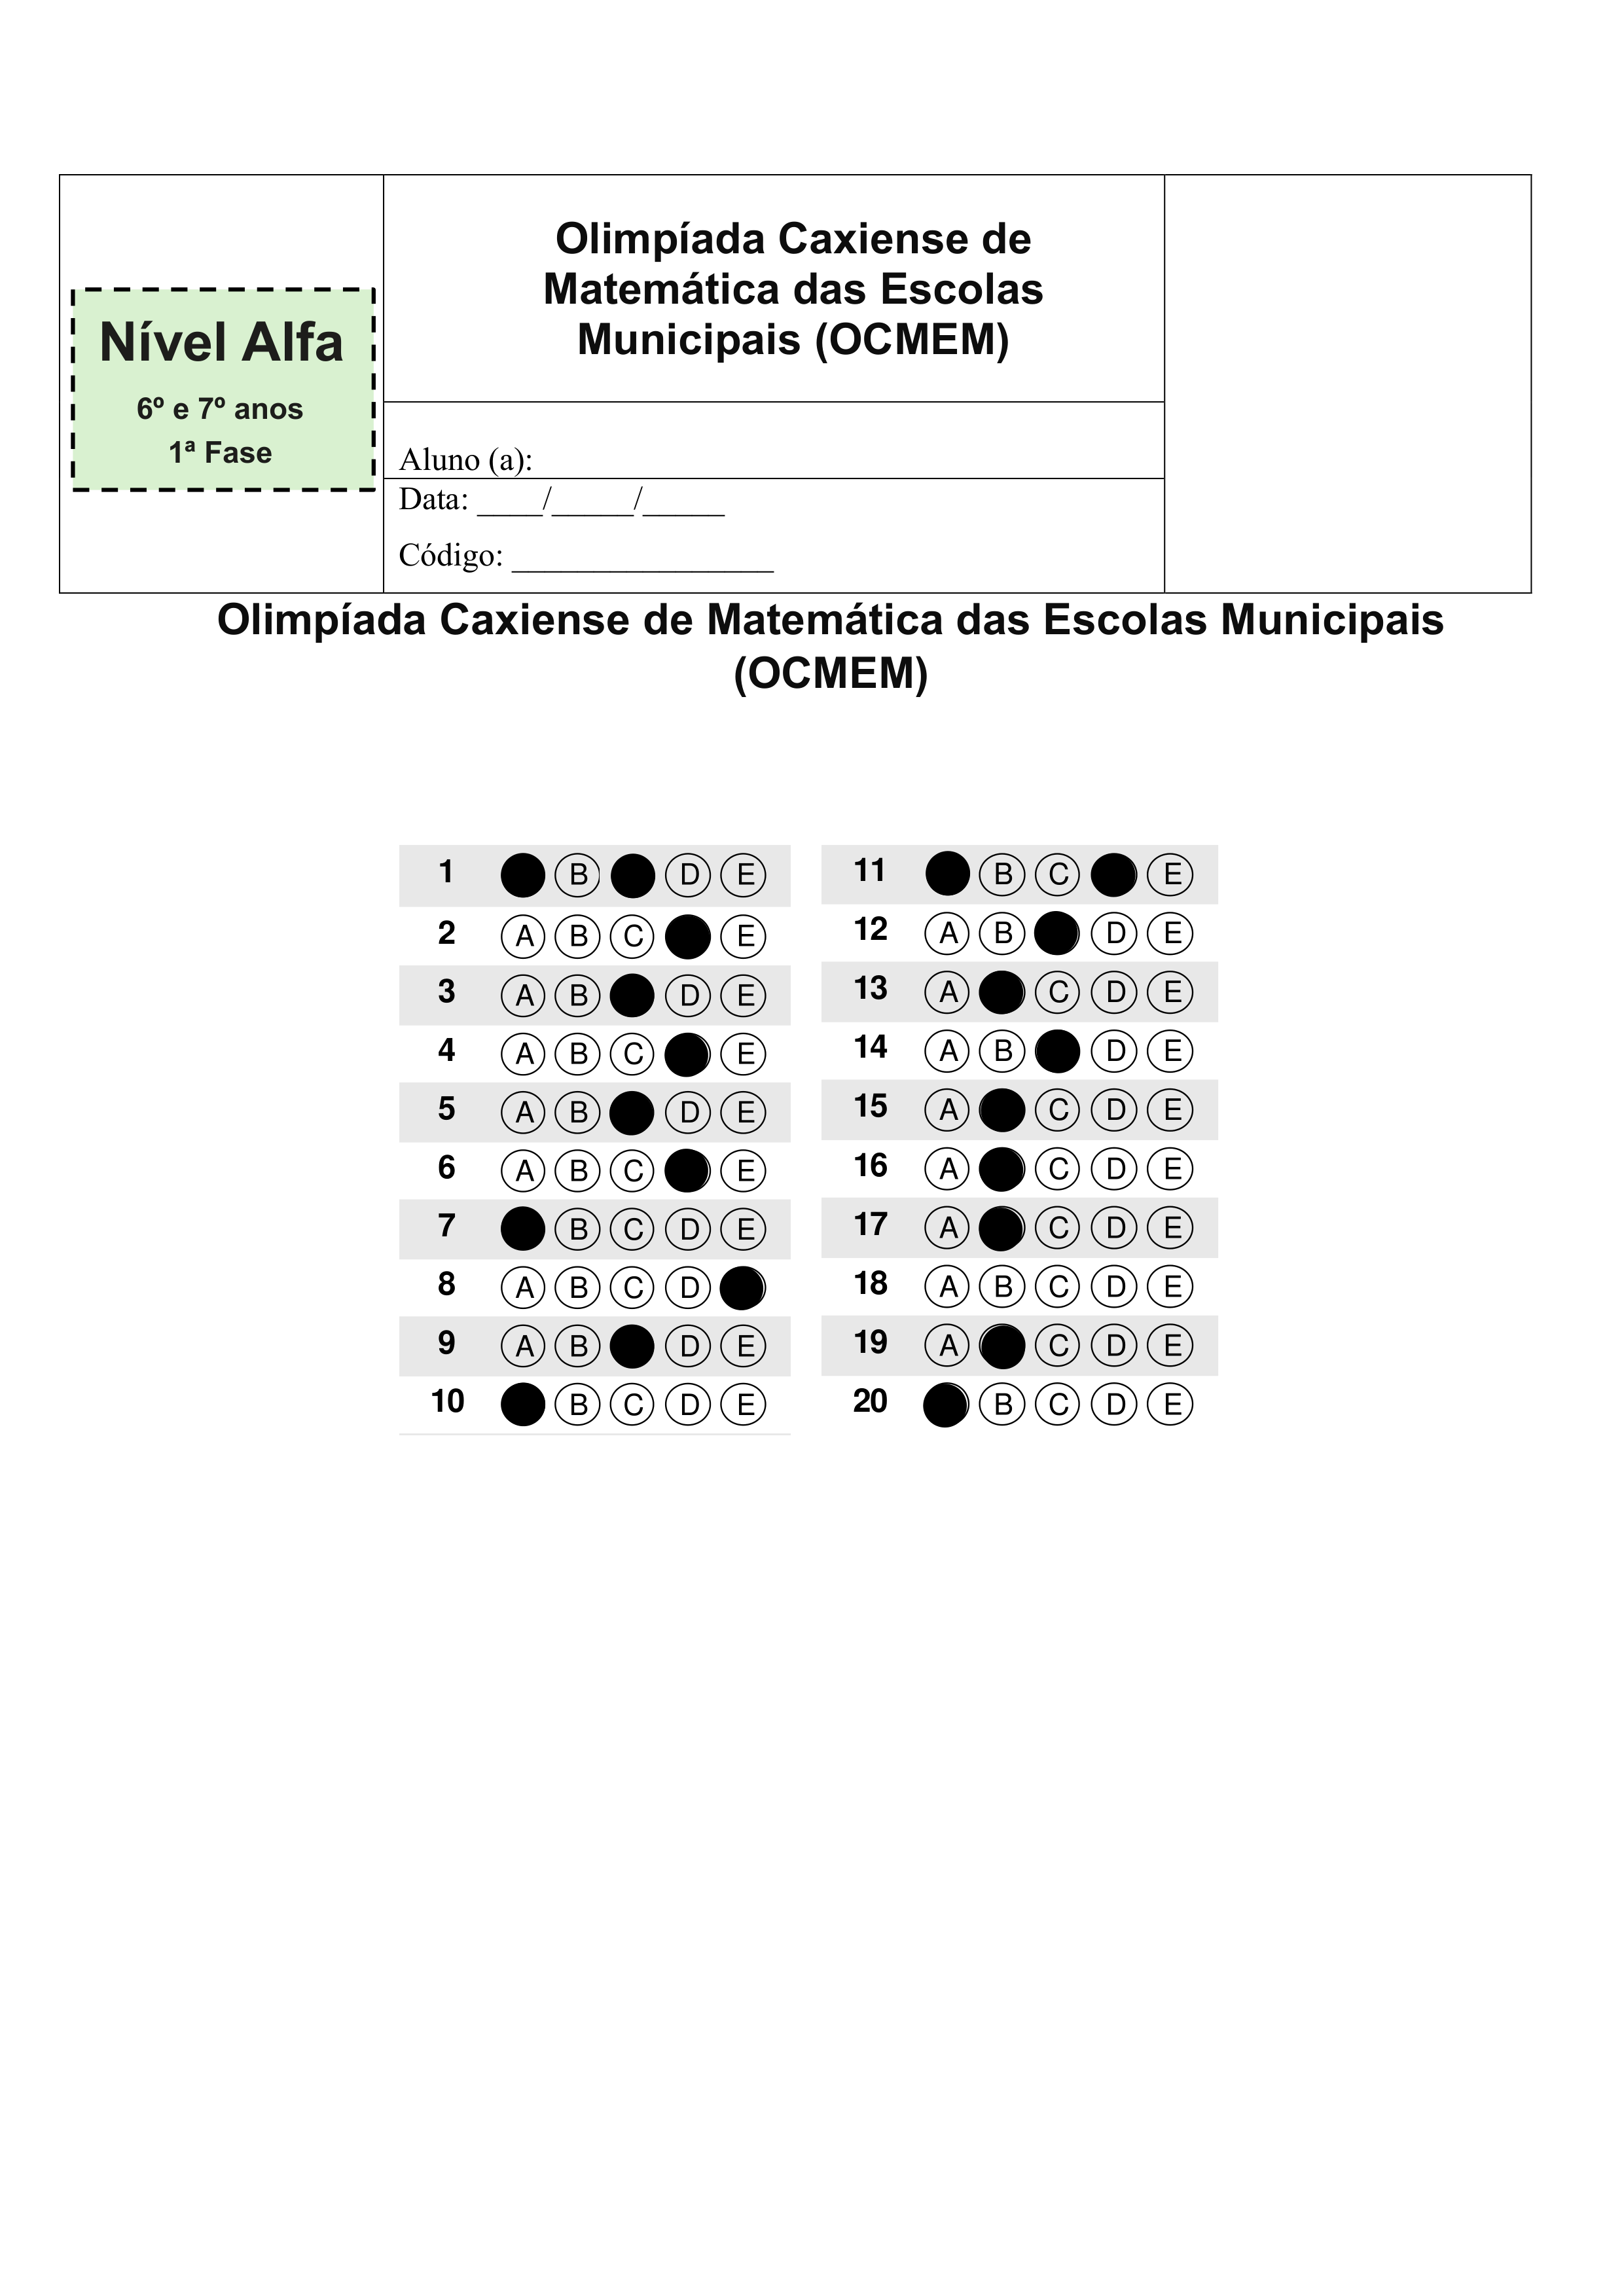 Nível Alfa
6º e 7º anos
1ª Fase
Olimpíada Caxiense de
Matemática das Escolas
Municipais (OCMEM)
Aluno (a):
Data: ____/_____/_____
Código: ________________
Olimpíada Caxiense de Matemática das Escolas Municipais
(OCMEM)
1 B D E
2 A B C E
3 A B D E
4 A B C E
5 A B D E
6 A B C E
7 B C D E
8 A B C D
9 A B D E
10 B C D E
11 B C E
12 A B D E
13 A C D E
14 A B D E
15 A C D E
16 A C D E
17 A C D E
18 A B C D E
19 A C D E
20 B C D E